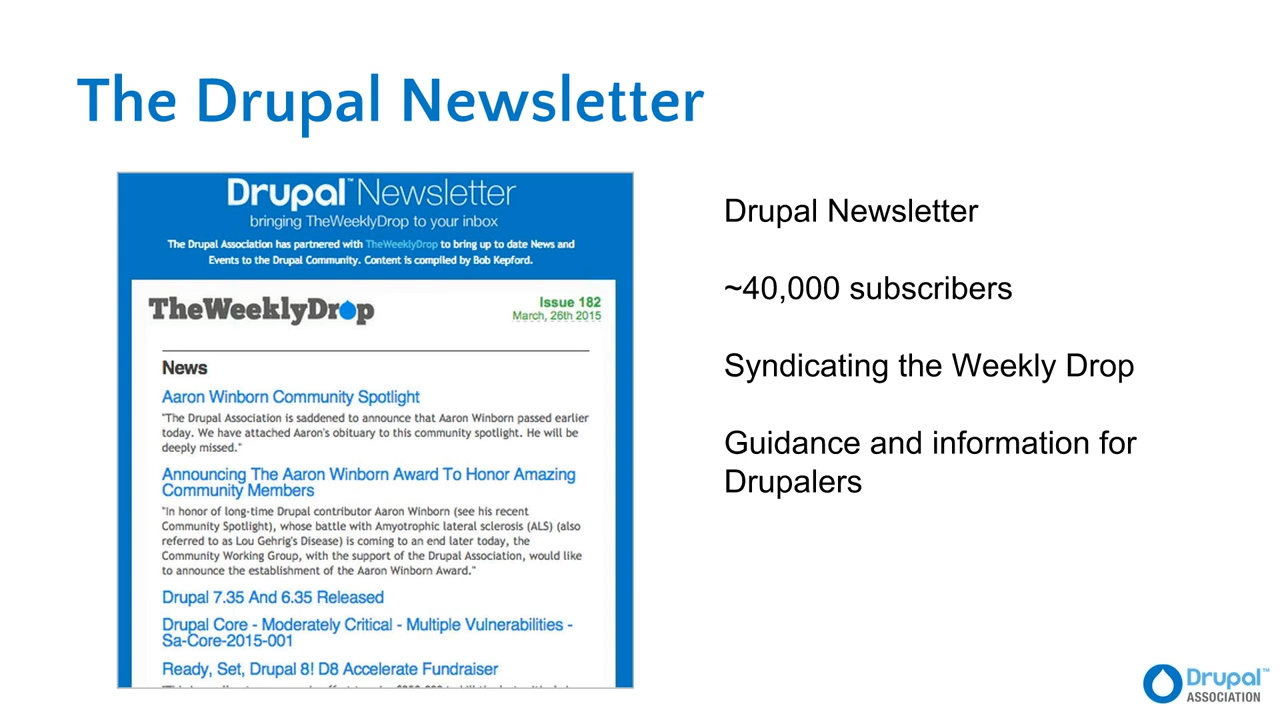 The Drupal Newsletter
Drupal™ Newsletter
bringing TheWeeklyDrop to your inbox
The Drupal Association has partnered with TheWeeklyDrop to bring up to date News and
Events to the Drupal Community. Content is compiled by Bob Kepford.
TheWeeklyDrop
Issue 182
March, 26th 2015
News
Aaron Winborn Community Spotlight
"The Drupal Association is saddened to announce that Aaron Winborn passed earlier
today. We have attached Aaron's obituary to this community spotlight. He will be
deeply missed."
Announcing The Aaron Winborn Award To Honor Amazing
Community Members
"In honor of long-time Drupal contributor Aaron Winborn (see his recent
Community Spotlight), whose battle with Amyotrophic lateral sclerosis (ALS) (also
referred to as Lou Gehrig's Disease) is coming to an end later today, the
Community Working Group, with the support of the Drupal Association, would like
to announce the establishment of the Aaron Winborn Award."
Drupal 7.35 And 6.35 Released
Drupal Core - Moderately Critical - Multiple Vulnerabilities -
Sa-Core-2015-001
Ready, Set, Drupal 8! D8 Accelerate Fundraiser
Drupal Newsletter
~40,000 subscribers
Syndicating the Weekly Drop
Guidance and information for
Drupalers
Drupal™
ASSOCIATION